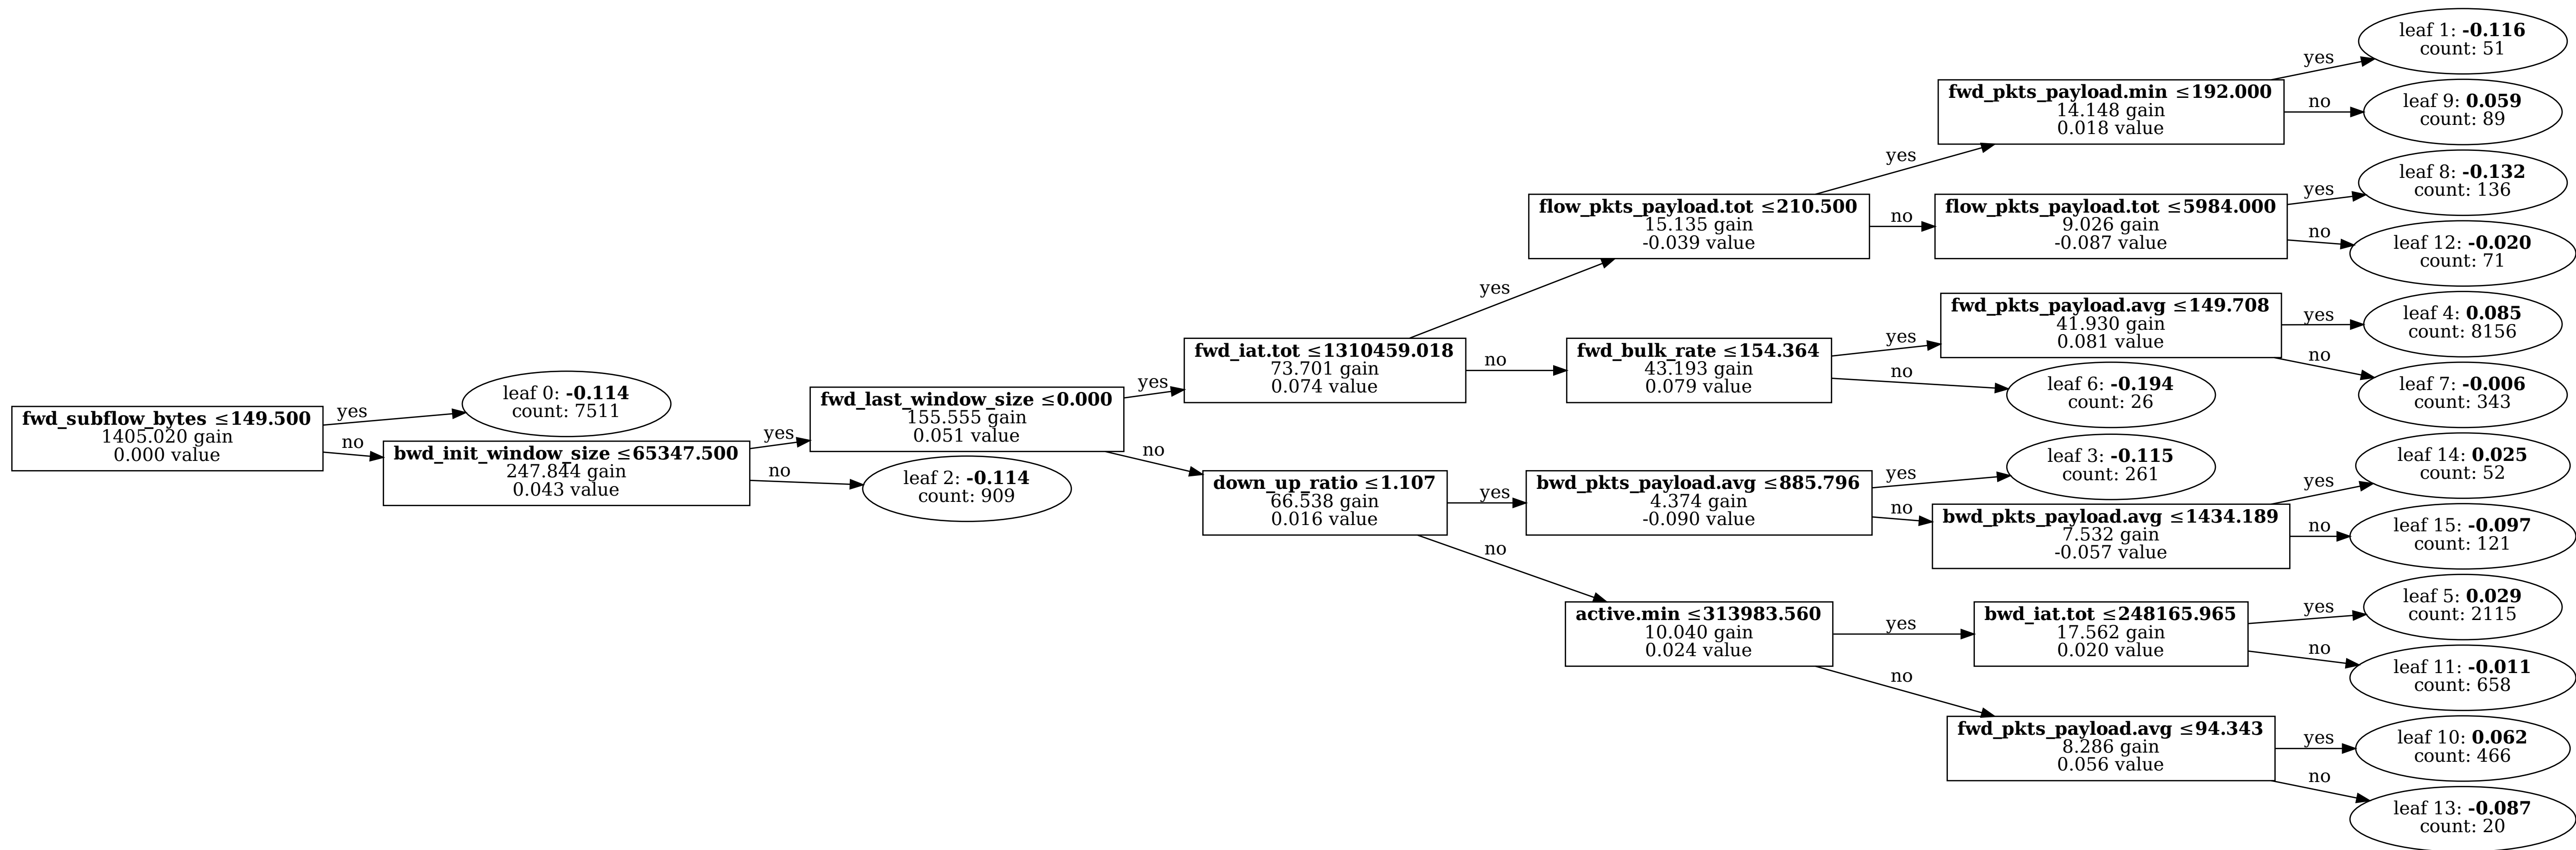 fwd_subflow_bytes ≤149.500
1405.020 gain
0.000 value
yes
no
leaf 0: -0.114
count: 7511
bwd_init_window_size ≤65347.500
247.844 gain
0.043 value
yes
no
fwd_last_window_size ≤0.000
155.555 gain
0.051 value
leaf 2: -0.114
count: 909
yes
no
fwd_iat.tot ≤1310459.018
73.701 gain
0.074 value
yes
no
down_up_ratio ≤1.107
66.538 gain
0.016 value
yes
no
flow_pkts_payload.tot ≤210.500
15.135 gain
-0.039 value
yes
no
fwd_bulk_rate ≤154.364
43.193 gain
0.079 value
yes
no
bwd_pkts_payload.avg ≤885.796
4.374 gain
-0.090 value
yes
no
active.min ≤313983.560
10.040 gain
0.024 value
yes
no
fwd_pkts_payload.min ≤192.000
14.148 gain
0.018 value
yes
no
flow_pkts_payload.tot ≤5984.000
9.026 gain
-0.087 value
yes
no
fwd_pkts_payload.avg ≤149.708
41.930 gain
0.081 value
yes
no
leaf 6: -0.194
count: 26
leaf 3: -0.115
count: 261
bwd_pkts_payload.avg ≤1434.189
7.532 gain
-0.057 value
yes
no
bwd_iat.tot ≤248165.965
17.562 gain
0.020 value
yes
no
fwd_pkts_payload.avg ≤94.343
8.286 gain
0.056 value
yes
no
leaf 1: -0.116
count: 51
leaf 9: 0.059
count: 89
leaf 8: -0.132
count: 136
leaf 12: -0.020
count: 71
leaf 4: 0.085
count: 8156
leaf 7: -0.006
count: 343
leaf 14: 0.025
count: 52
leaf 15: -0.097
count: 121
leaf 5: 0.029
count: 2115
leaf 11: -0.011
count: 658
leaf 10: 0.062
count: 466
leaf 13: -0.087
count: 20